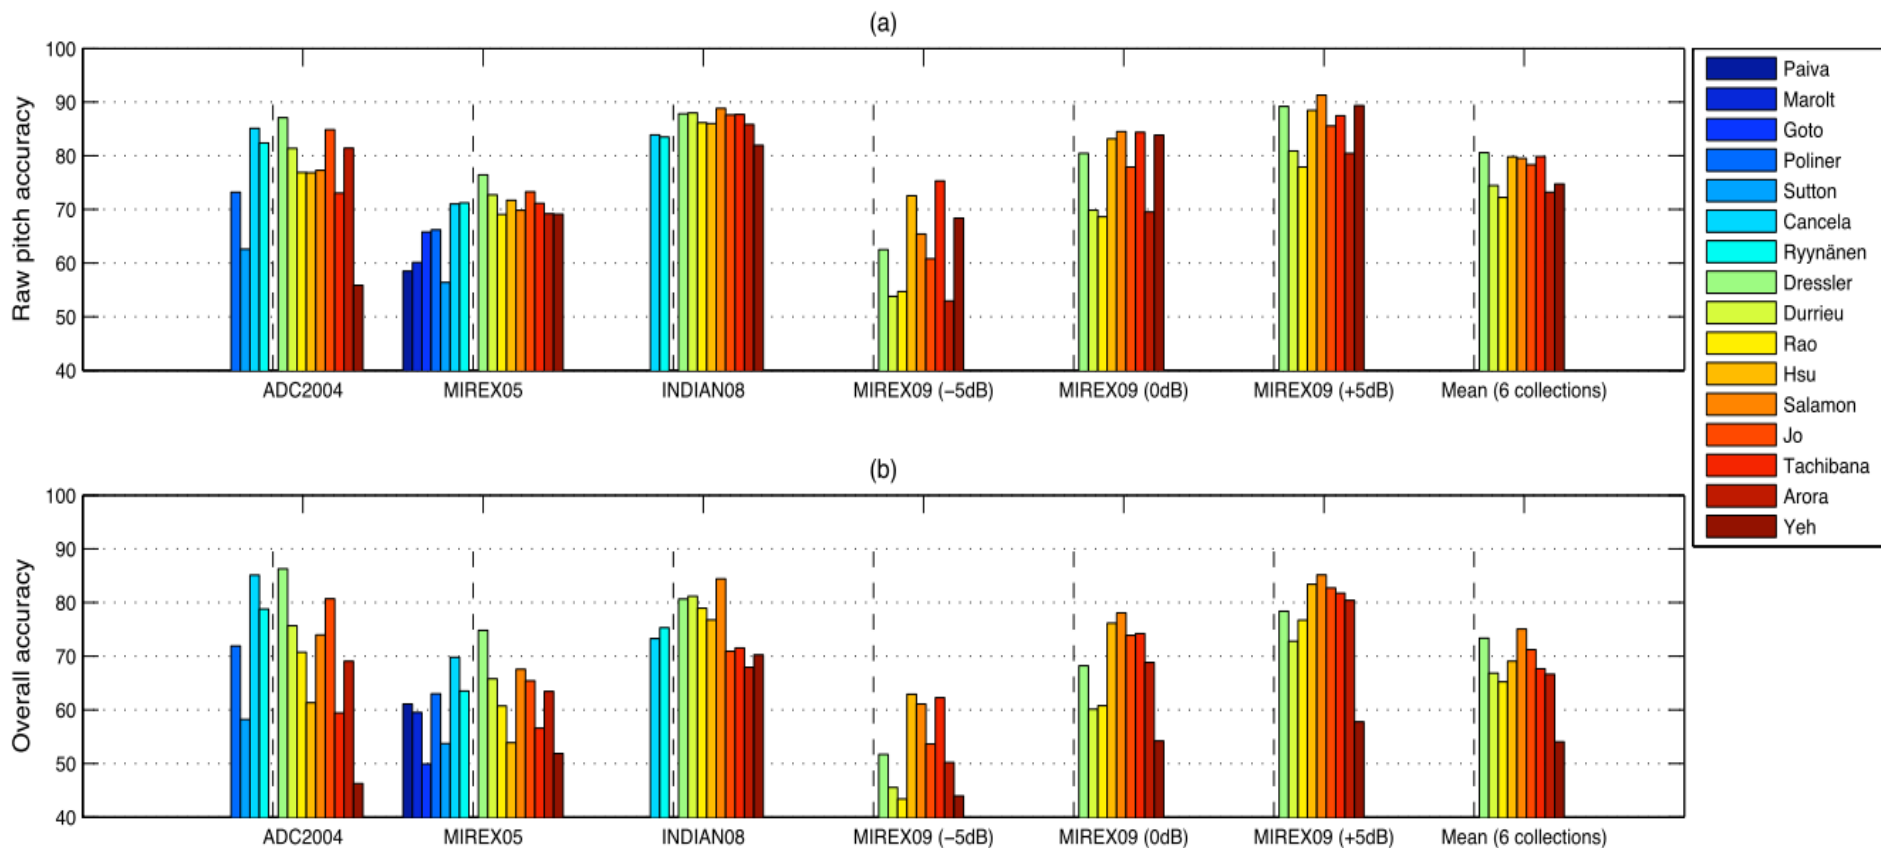 (a)
100
90
80
70
60
50
40
Raw pitch accuracy
ADC2004 MIREX05 INDIAN08 MIREX09 (−5dB) MIREX09 (0dB) MIREX09 (+5dB) Mean (6 collections)
(b)
100
90
80
70
60
50
40
Overall accuracy
ADC2004 MIREX05 INDIAN08 MIREX09 (−5dB) MIREX09 (0dB) MIREX09 (+5dB) Mean (6 collections)
Paiva
Marolt
Goto
Poliner
Sutton
Cancela
Ryynänen
Dressler
Durrieu
Rao
Hsu
Salamon
Jo
Tachibana
Arora
Yeh